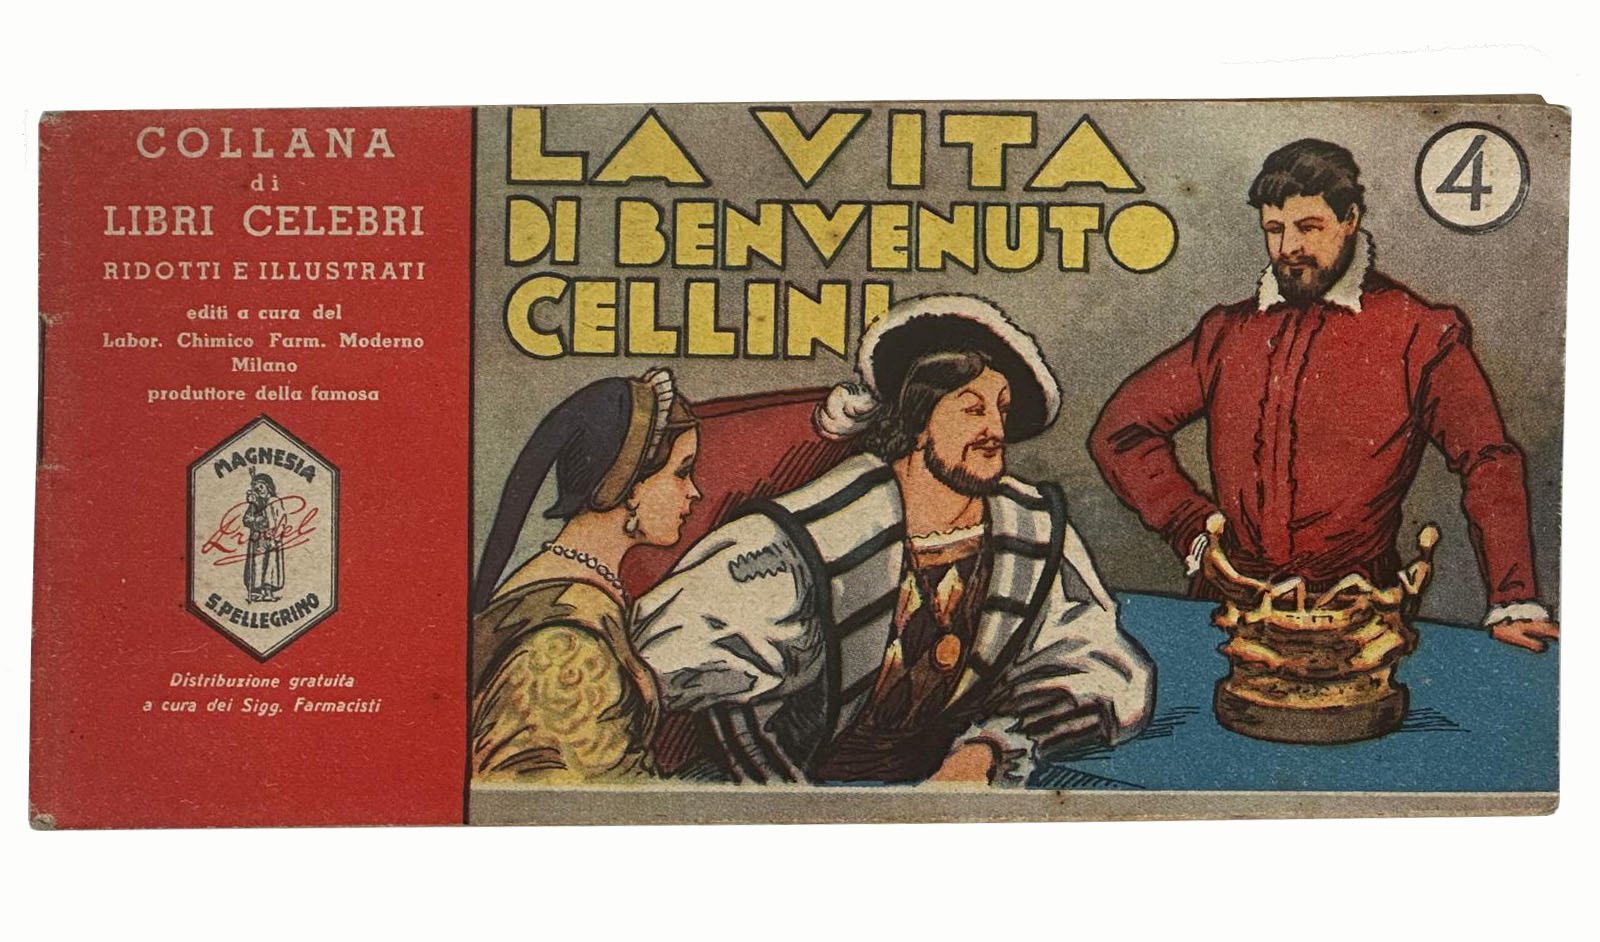 COLLANA
di
LIBRI CELEBRI
RIDOTTI E ILLUSTRATI
editi a cura del
Labor. Chimico Farm. Moderno
Milano
produttore della famosa
MAGNESIA
Prodel
S. PELLEGRINO
Distribuzione gratuita
a cura dei Sigg. Farmacisti
LA VITA
DI BENVENUTO
CELLINI
4